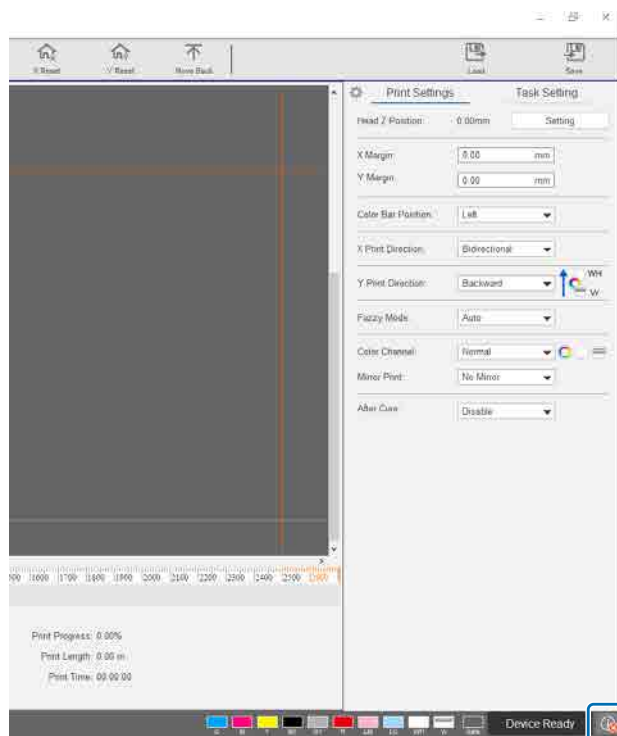 X Reset
Y Reset
Move Back
Load
Save
Print Settings
Task Setting
Head Z Position:
0.00mm
Setting
X Margin:
0.00 mm
Y Margin:
0.00 mm
Color Bar Position:
Left
X Print Direction:
Bidirectional
Y Print Direction:
Backward
WH
W
Fuzzy Mode:
Auto
Color Channel:
Normal
Mirror Print:
No Mirror
After Cure:
Disable
1600 1700 1800 1900 2000 2100 2200 2300 2400 2500
Print Progress: 0.00%
Print Length: 0.00 m
Print Time: 00:00:00
Device Ready